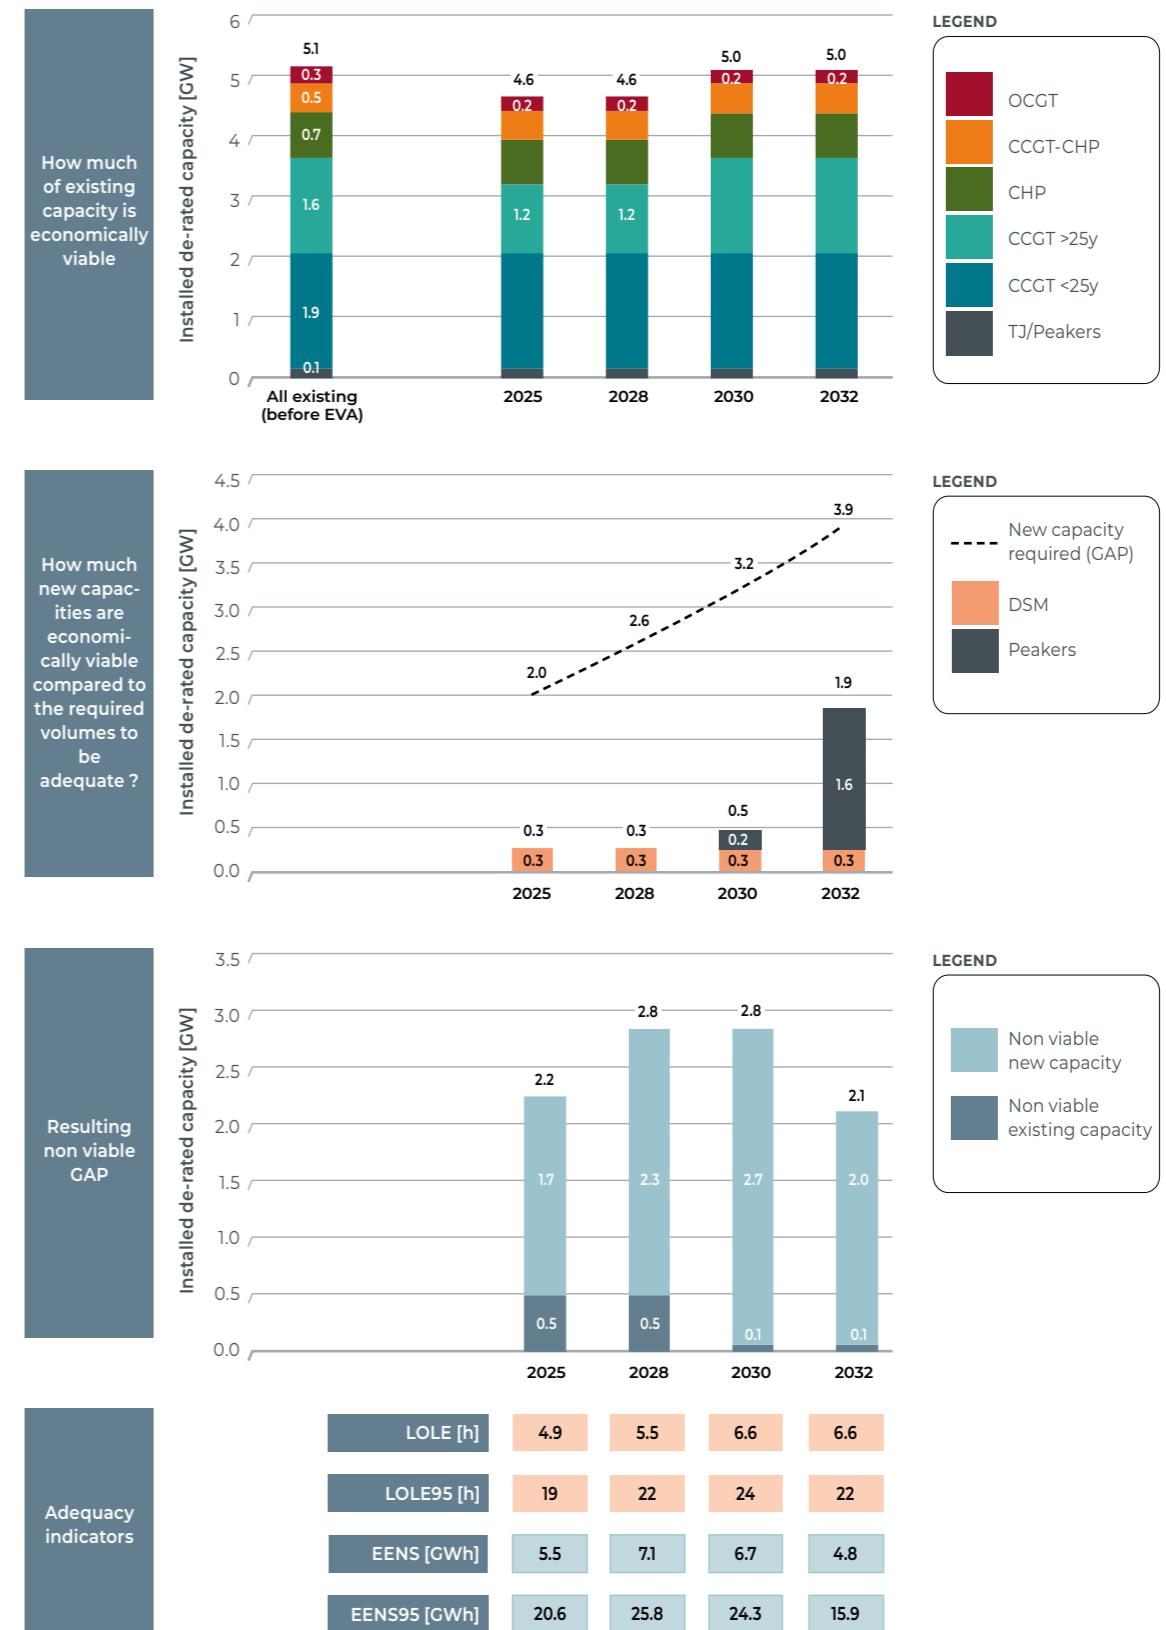 How much
of existing
capacity is
economically
viable
Installed de-rated capacity [GW]
6
5
4
3
2
1
0
5.1
0.3
0.5
0.7
1.6
1.9
0.1
4.6
0.2
1.2
4.6
0.2
1.2
5.0
0.2
5.0
0.2
All existing
(before EVA)
2025
2028
2030
2032
LEGEND
OCGT
CCGT-CHP
CHP
CCGT >25y
CCGT <25y
TJ/Peakers
How much
new capac-
ities are
economi-
cally viable
compared to
the required
volumes to
be
adequate ?
Installed de-rated capacity [GW]
4.5
4.0
3.5
3.0
2.5
2.0
1.5
1.0
0.5
0.0
2.0
2.6
3.2
3.9
0.3
0.3
0.3
0.3
0.5
0.2
0.3
1.9
1.6
0.3
2025
2028
2030
2032
LEGEND
New capacity
required (GAP)
DSM
Peakers
Resulting
non viable
GAP
Installed de-rated capacity [GW]
3.5
3.0
2.5
2.0
1.5
1.0
0.5
0.0
2.2
1.7
0.5
2.8
2.3
0.5
2.8
2.7
0.1
2.1
2.0
0.1
2025
2028
2030
2032
LEGEND
Non viable
new capacity
Non viable
existing capacity
Adequacy
indicators
LOLE [h] 4.9 5.5 6.6 6.6
LOLE95 [h] 19 22 24 22
EENS [GWh] 5.5 7.1 6.7 4.8
EENS95 [GWh] 20.6 25.8 24.3 15.9